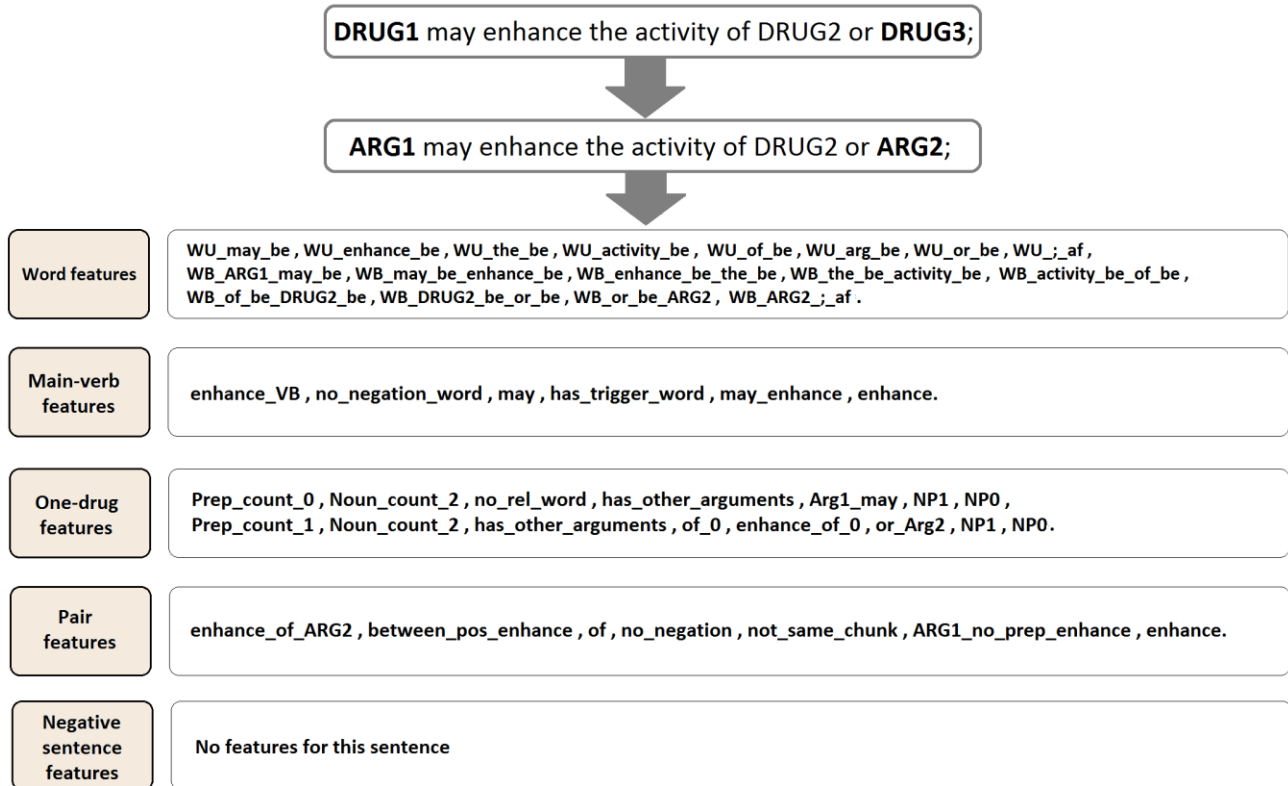 DRUG1 may enhance the activity of DRUG2 or DRUG3;
ARG1 may enhance the activity of DRUG2 or ARG2;
Word features
WU_may_be , WU_enhance_be , WU_the_be , WU_activity_be , WU_of_be , WU_arg_be , WU_or_be , WU_;_af ,
WB_ARG1_may_be , WB_may_be_enhance_be , WB_enhance_be_the_be , WB_the_be_activity_be , WB_activity_be_of_be ,
WB_of_be_DRUG2_be , WB_DRUG2_be_or_be , WB_or_be_ARG2 , WB_ARG2_;_af .
Main-verb
features
enhance_VB , no_negation_word , may , has_trigger_word , may_enhance , enhance.
One-drug
features
Prep_count_0 , Noun_count_2 , no_rel_word , has_other_arguments , Arg1_may , NP1 , NP0 ,
Prep_count_1 , Noun_count_2 , has_other_arguments , of_0 , enhance_of_0 , or_Arg2 , NP1 , NP0 .
Pair
features
enhance_of_ARG2 , between_pos_enhance , of , no_negation , not_same_chunk , ARG1_no_prep_enhance , enhance.
Negative
sentence
features
No features for this sentence